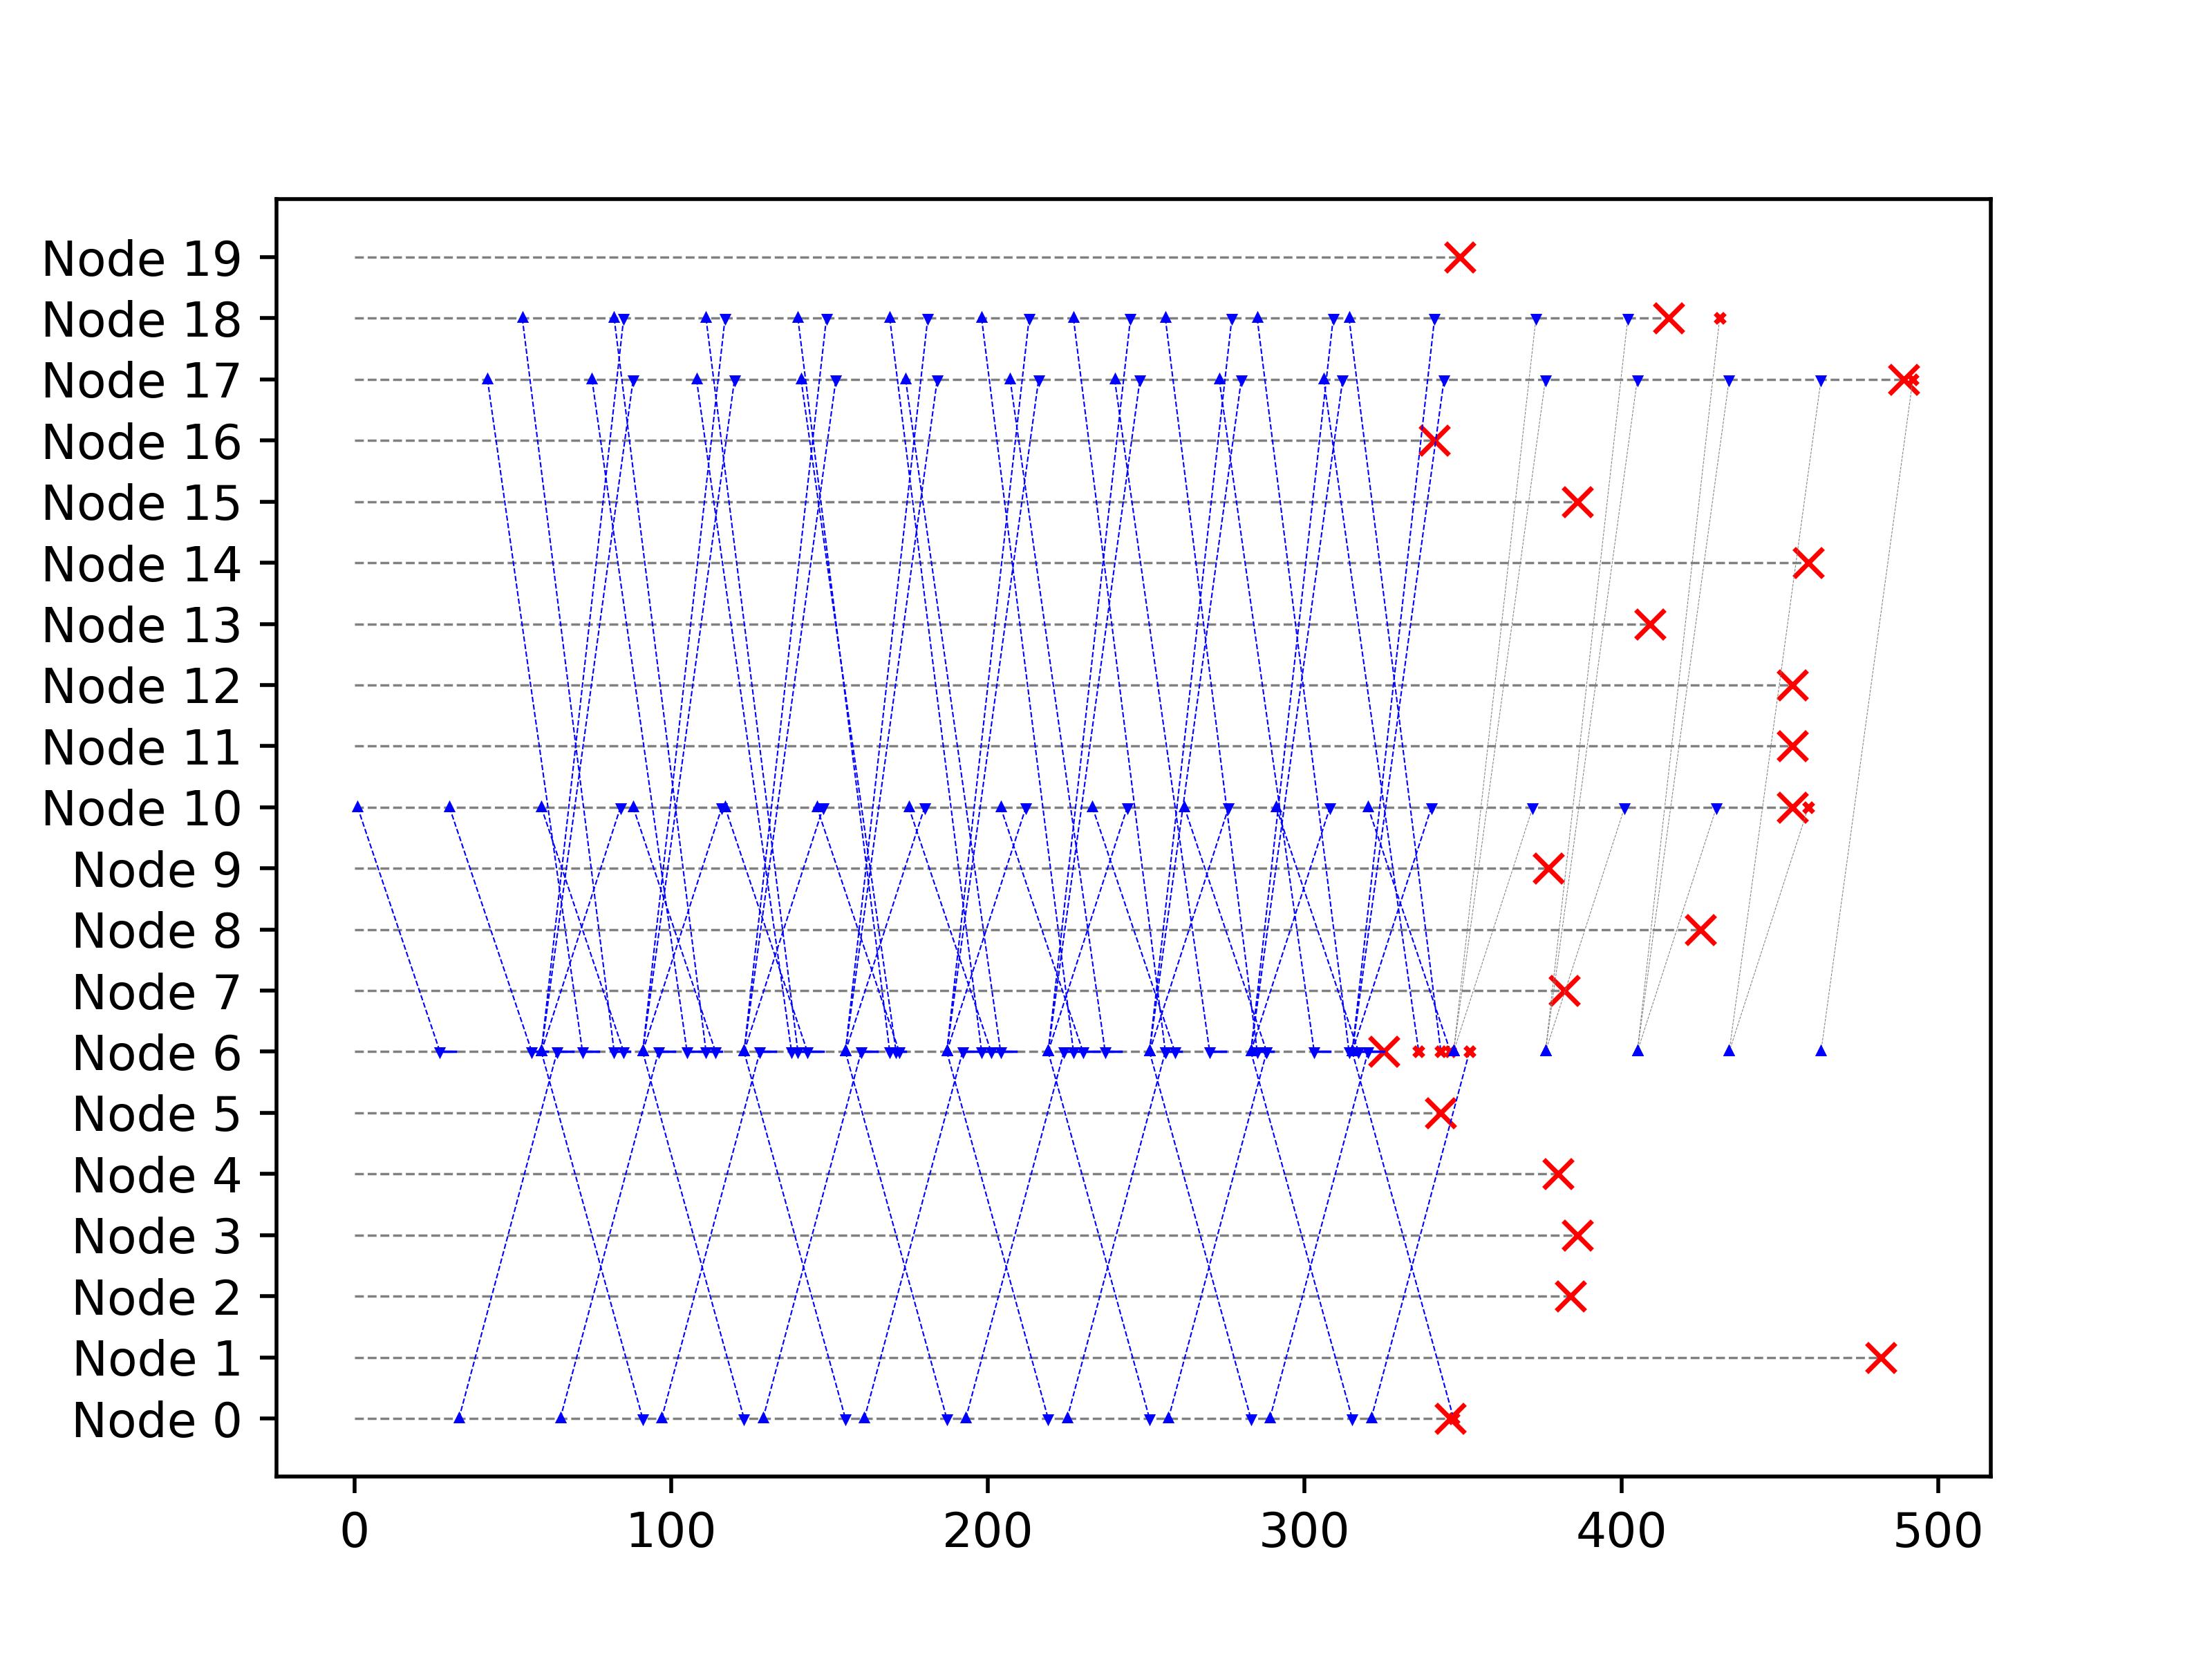 Node 19
Node 18
Node 17
Node 16
Node 15
Node 14
Node 13
Node 12
Node 11
Node 10
Node 9
Node 8
Node 7
Node 6
Node 5
Node 4
Node 3
Node 2
Node 1
Node 0
0 100 200 300 400 500